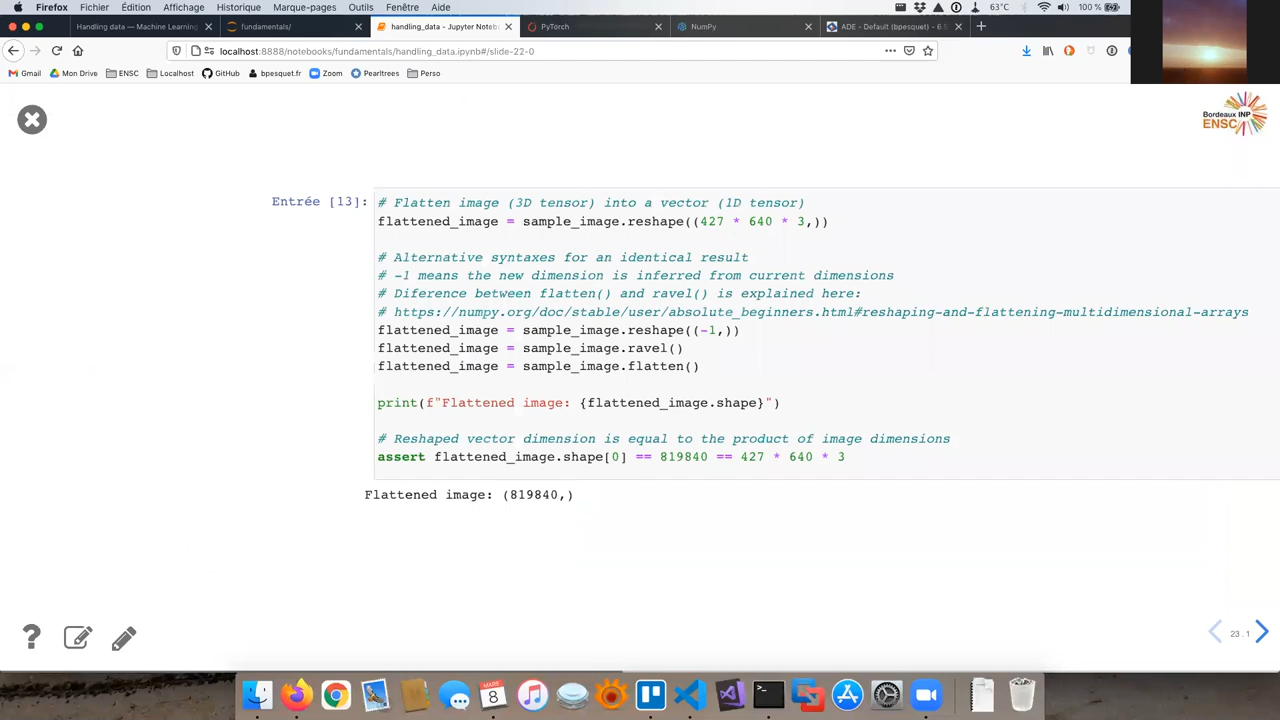 Firefox Fichier Édition Affichage Historique Marque-pages Outils Fenêtre Aide 63°C 100 %
Handling data — Machine Learning
fundamentals/
handling_data - Jupyter Noteb
PyTorch
NumPy
ADE - Default (bpesquet) - 6.5
localhost:8888/notebooks/fundamentals/handling_data.ipynb#/slide-22-0
Gmail Mon Drive ENSC Localhost GitHub bpesquet.fr Zoom Pearltrees Perso
Bordeaux INP
ENSC
Entrée [13]:
# Flatten image (3D tensor) into a vector (1D tensor)
flattened_image = sample_image.reshape((427 * 640 * 3,))
# Alternative syntaxes for an identical result
# -1 means the new dimension is inferred from current dimensions
# Diference between flatten() and ravel() is explained here:
# https://numpy.org/doc/stable/user/absolute_beginners.html#reshaping-and-flattening-multidimensional-arrays
flattened_image = sample_image.reshape((-1,))
flattened_image = sample_image.ravel()
flattened_image = sample_image.flatten()
print(f"Flattened image: {flattened_image.shape}")
# Reshaped vector dimension is equal to the product of image dimensions
assert flattened_image.shape[0] == 819840 == 427 * 640 * 3
Flattened image: (819840,)
23.1
MARS
8